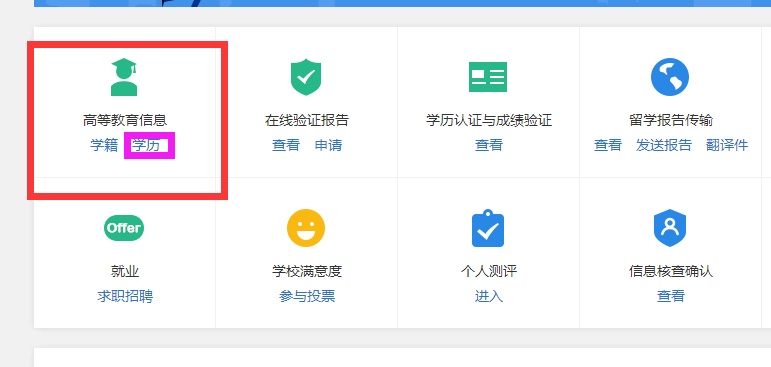 高等教育信息
学籍 学历
在线验证报告
查看 申请
学历认证与成绩验证
查看
留学报告传输
查看 发送报告 翻译件
Offer
就业
求职招聘
学校满意度
参与投票
个人测评
进入
信息核查确认
查看